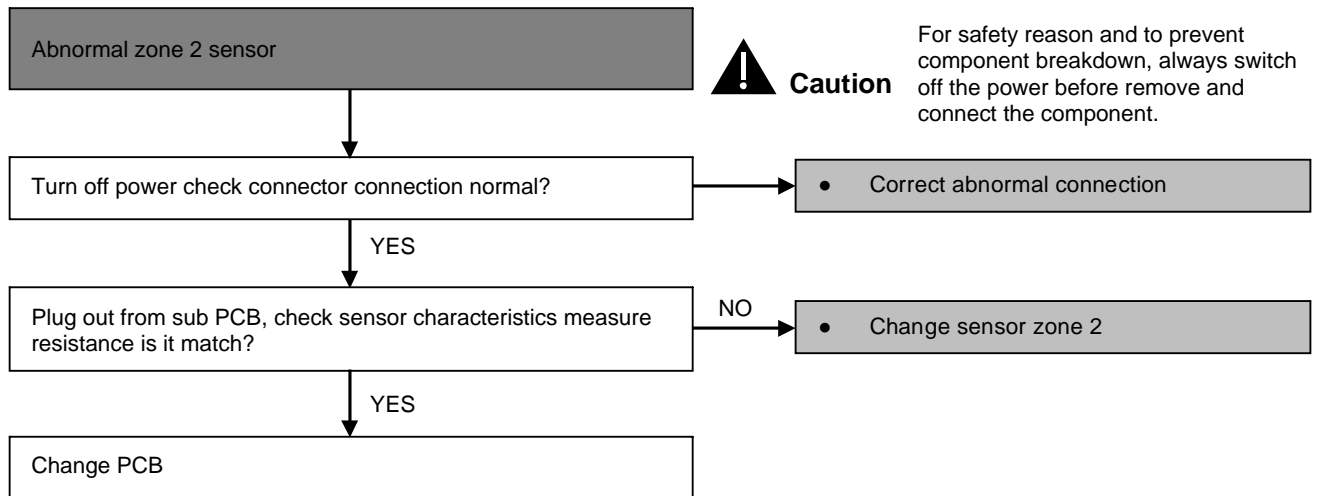 Abnormal zone 2 sensor
Caution
For safety reason and to prevent
component breakdown, always switch
off the power before remove and
connect the component.
Turn off power check connector connection normal?
● Correct abnormal connection
YES
Plug out from sub PCB, check sensor characteristics measure
resistance is it match?
NO
● Change sensor zone 2
YES
Change PCB